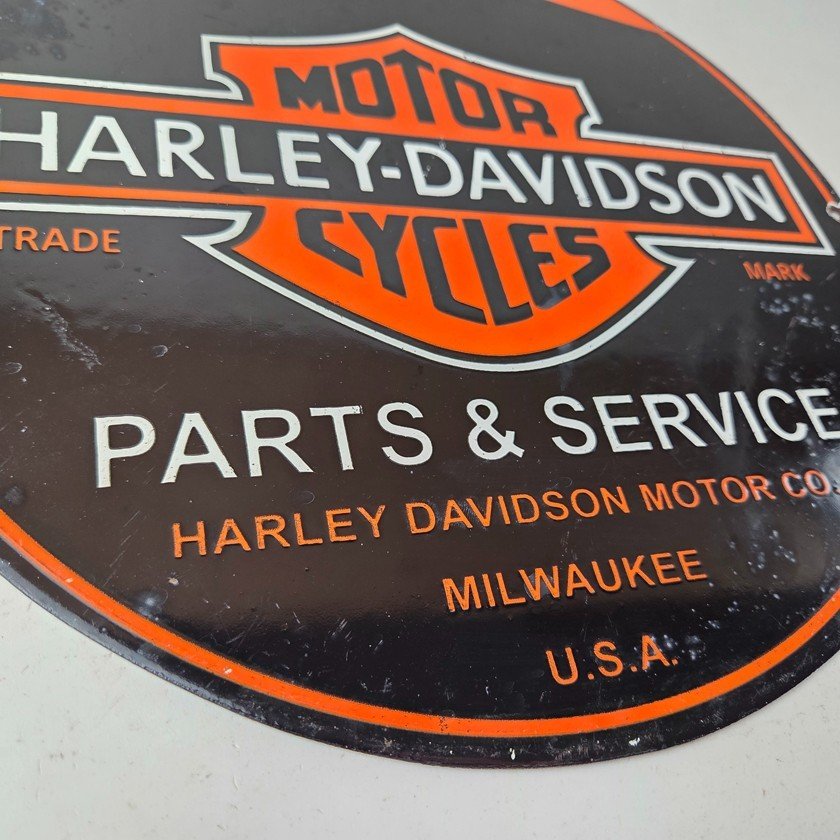 MOTOR
HARLEY-DAVIDSON
CYCLES
TRADE MARK
PARTS & SERVICE
HARLEY DAVIDSON MOTOR CO.
MILWAUKEE
U.S.A.